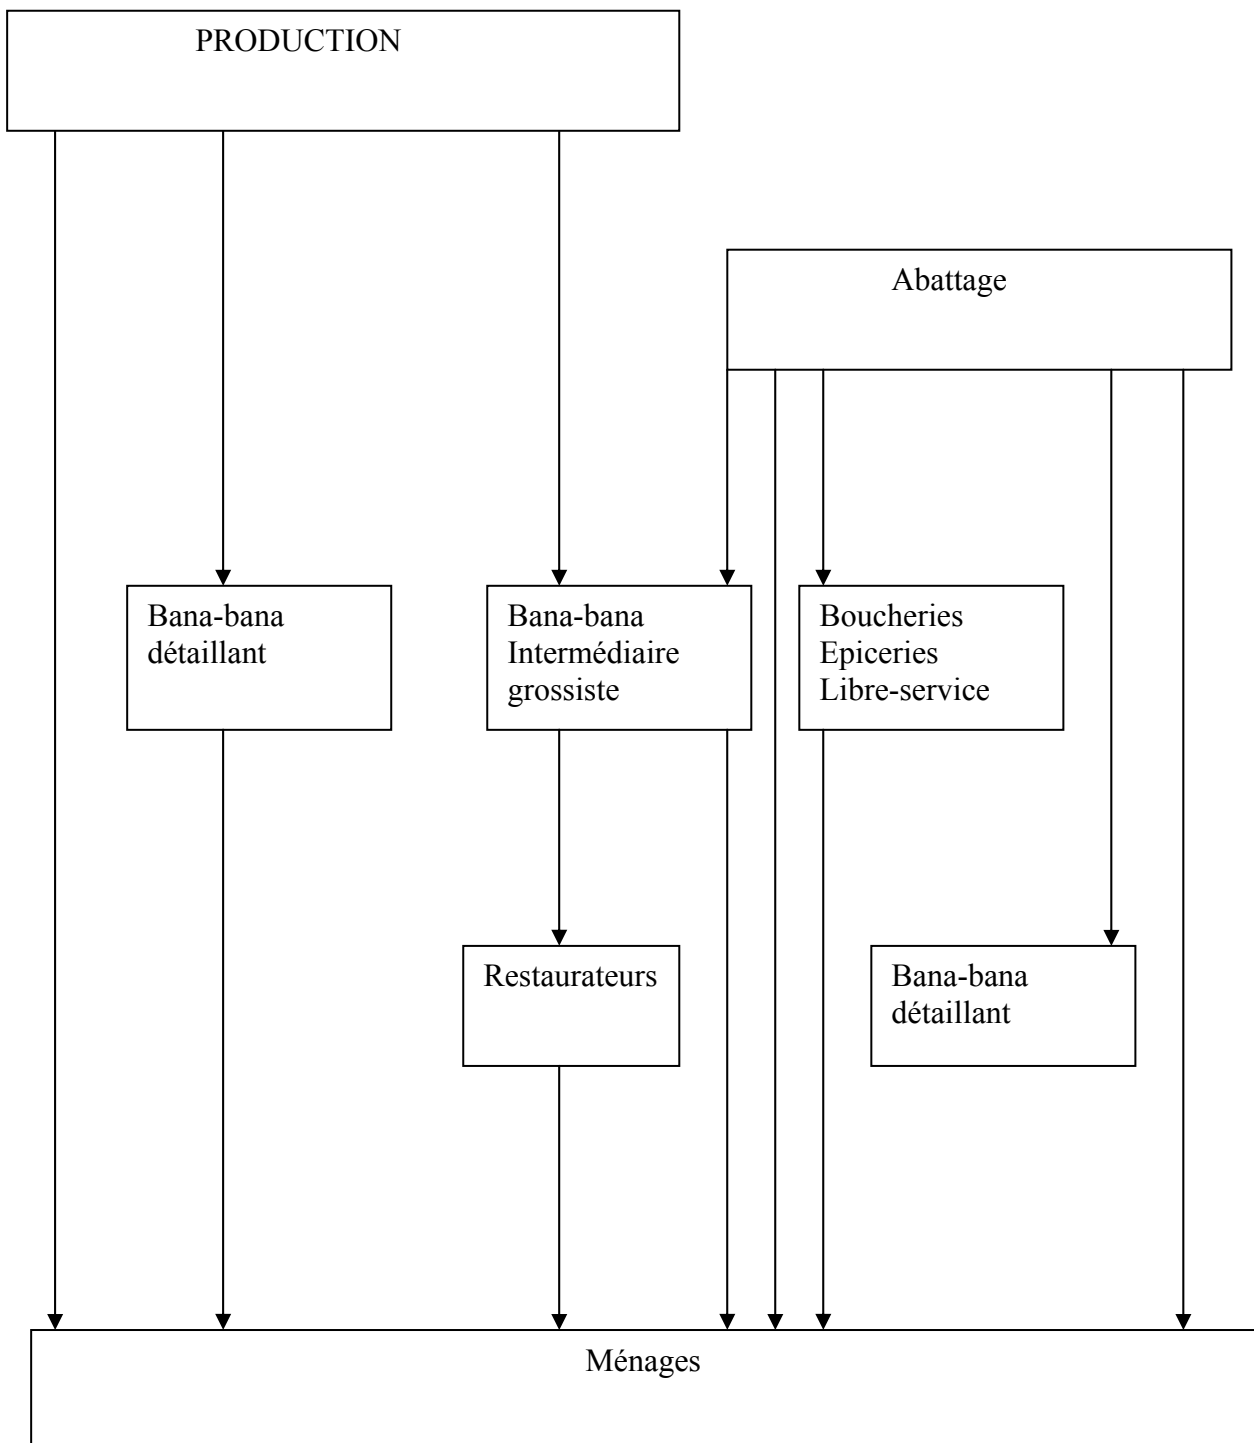 PRODUCTION
Abattage
Bana-bana
détaillant
Bana-bana
Intermédiaire
grossiste
Boucheries
Epiceries
Libre-service
Restaurateurs
Bana-bana
détaillant
Ménages